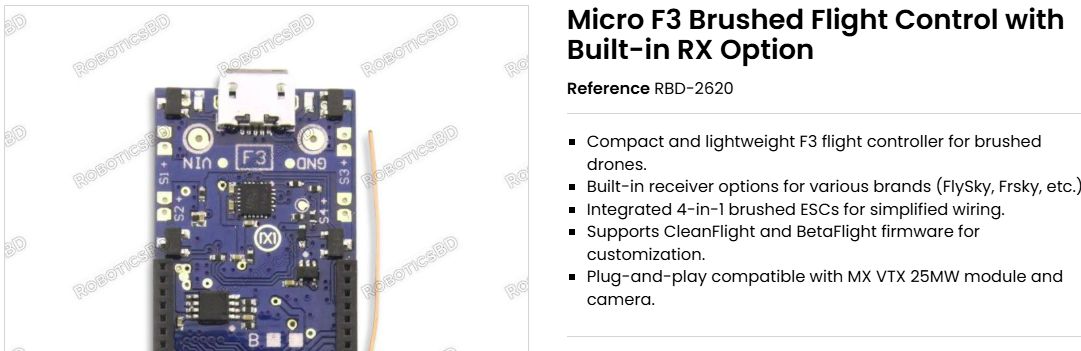 ROBOTICSBD
ROBOTICSBD
ROBOTICSBD
VIN
F3
GND
S1 +
S3 +
S2 +
S4 +
ROBOTICSBD
ROBOTICSBD
ROBOTICSBD
B
Micro F3 Brushed Flight Control with
Built-in RX Option
Reference RBD-2620
Compact and lightweight F3 flight controller for brushed
drones.
Built-in receiver options for various brands (FlySky, Frsky, etc.)
Integrated 4-in-1 brushed ESCs for simplified wiring.
Supports CleanFlight and BetaFlight firmware for
customization.
Plug-and-play compatible with MX VTX 25MW module and
camera.